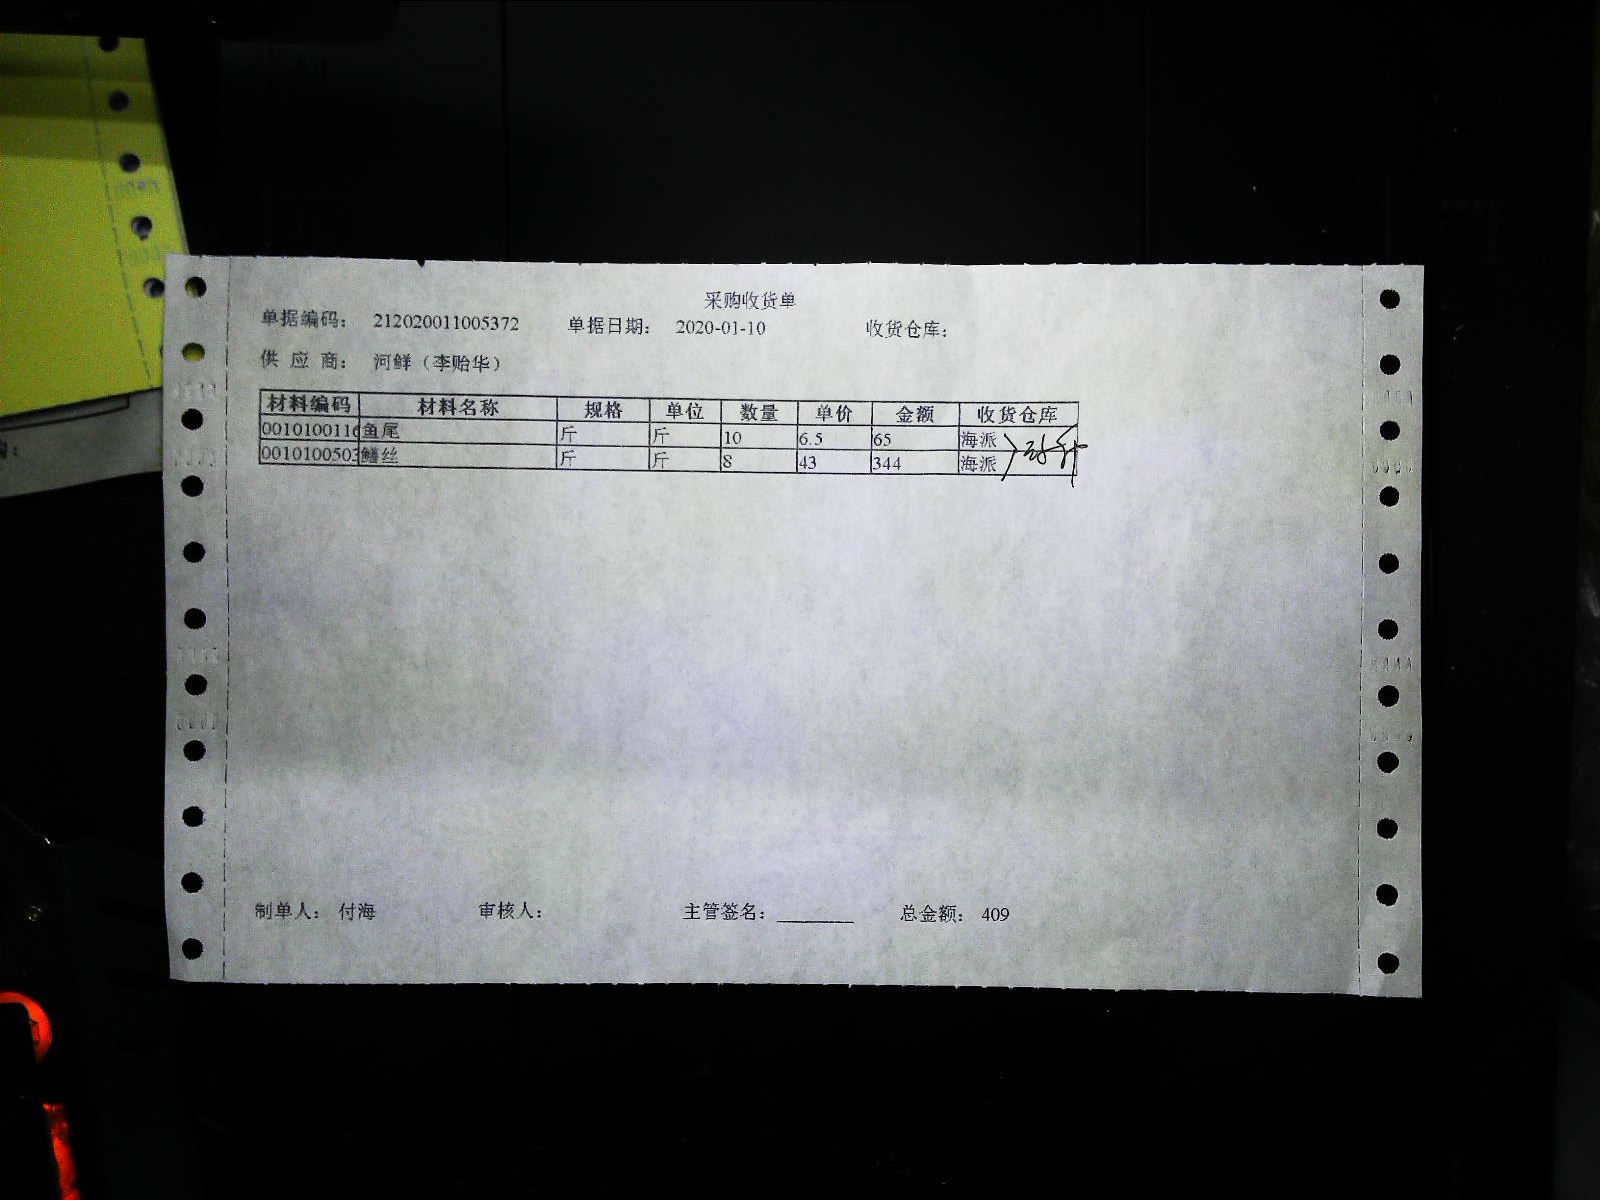 采购收货单
单据编码： 212020011005372 单据日期： 2020-01-10 收货仓库：
供 应 商： 河鲜（李贻华）
材料编码 材料名称 规格 单位 数量 单价 金额 收货仓库
001010011 鱼尾 斤 斤 10 6.5 65 海派
0010100503 鳝丝 斤 斤 8 43 344 海派
制单人： 付海 审核人： 主管签名：________ 总金额： 409